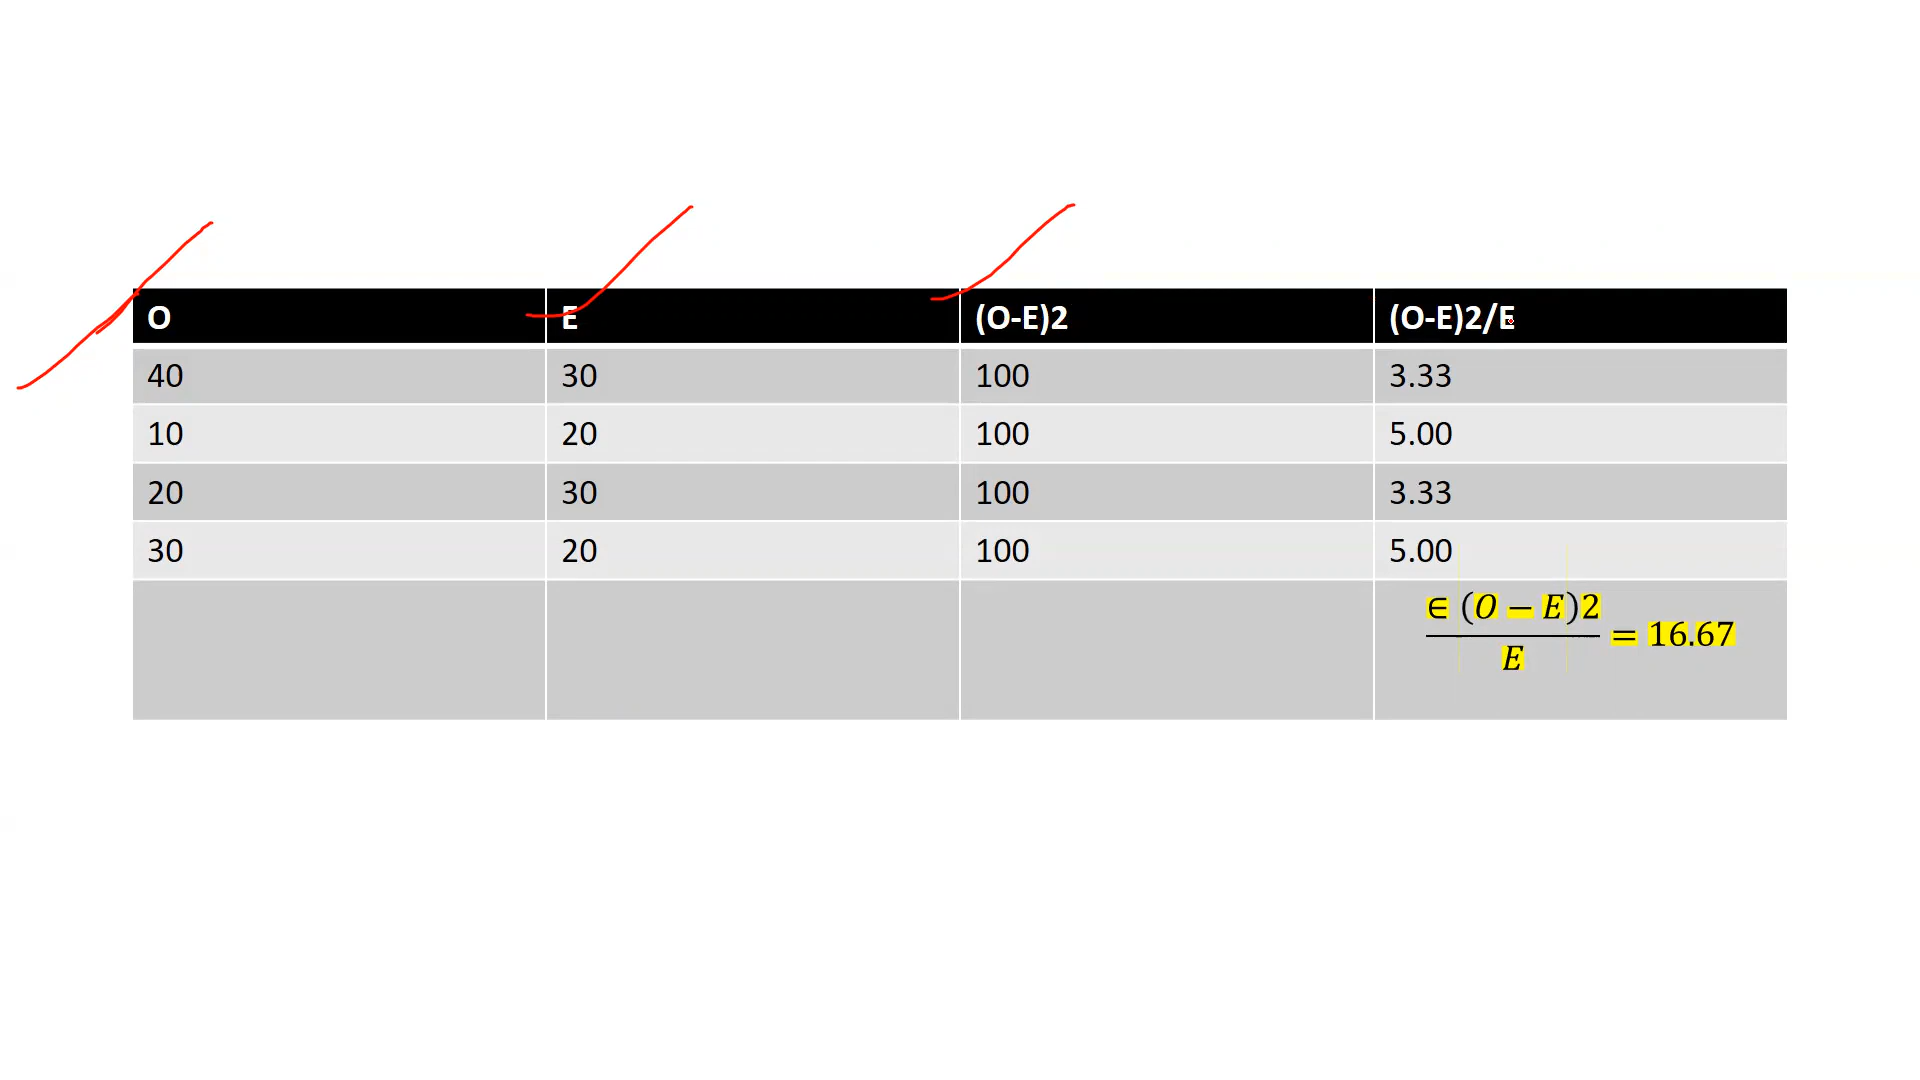 O E (O-E)2 (O-E)2/E
40 30 100 3.33
10 20 100 5.00
20 30 100 3.33
30 20 100 5.00
∈ (O − E)2
E
= 16.67